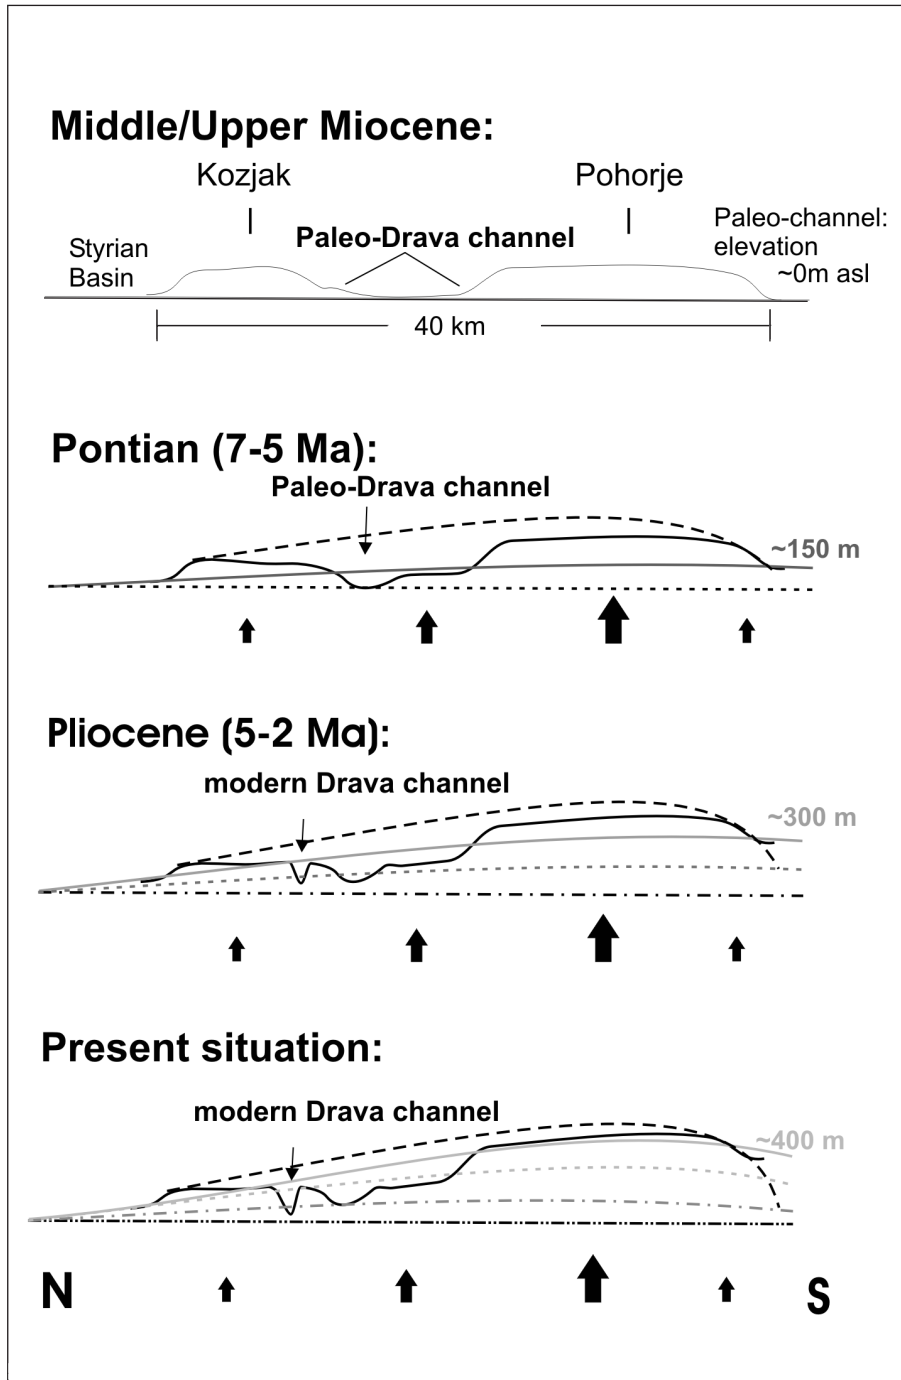 Middle/Upper Miocene:
Kozjak
Pohorje
Styrian
Basin
Paleo-Drava channel
Paleo-channel:
elevation
~0m asl
40 km
Pontian (7-5 Ma):
Paleo-Drava channel
~150 m
Pliocene (5-2 Ma):
modern Drava channel
~300 m
Present situation:
modern Drava channel
~400 m
N
S